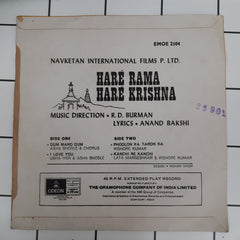 EMOE 2104
NAVKETAN INTERNATIONAL FILMS P. LTD.
HARÉ RAMA
HARÉ KRISHNA
MUSIC DIRECTION • R. D. BURMAN
LYRICS • ANAND BAKSHI
SIDE ONE
• DUM MARO DUM
ASHA BHOSLE & CHORUS
• I LOVE YOU
USHA IYER & ASHA BHOSLE
SIDE TWO
• PHOOLON KA TARON KA
KISHORE KUMAR
• KANCHI RE KANCHI
LATA MANGESHKAR & KISHORE KUMAR
45 R.P.M. EXTENDED PLAY RECORD
THE GRAMOPHONE COMPANY OF INDIA LIMITED
ODEON